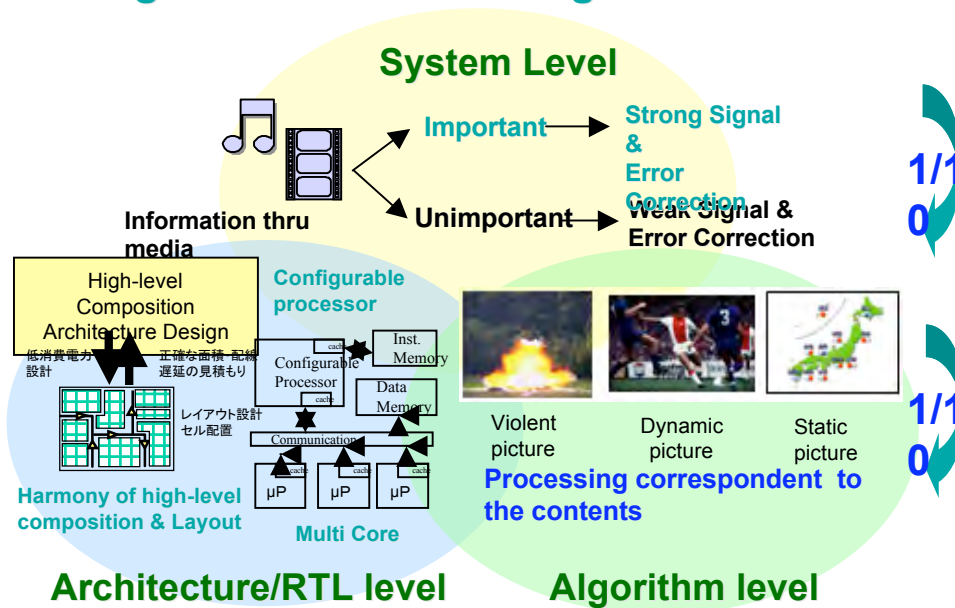 System Level
Important
Strong Signal
&
Error
Correction
Unimportant
Weak Signal &
Error Correction
1/1
0
Information thru
media
High-level
Composition
Architecture Design
低消費電力
設計
正確な面積・配線
遅延の見積もり
レイアウト設計
セル配置
Harmony of high-level
composition & Layout
Configurable
processor
cache
Configurable
Processor
cache
Inst.
Memory
Data
Memory
Communication
cache
cache
cache
μP
μP
μP
Multi Core
3
Violent
picture
Dynamic
picture
Static
picture
Processing correspondent to
the contents
1/1
0
Architecture/RTL level
Algorithm level